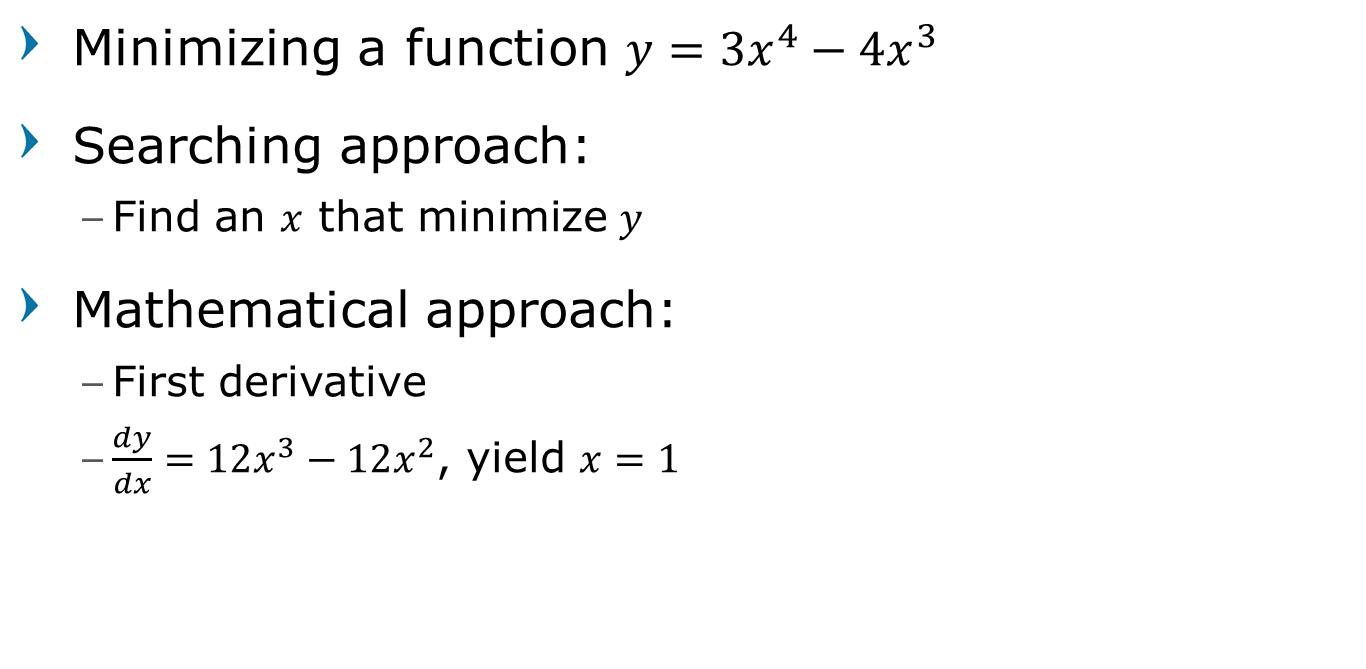 Minimizing a function y = 3x⁴ − 4x³
Searching approach:
– Find an x that minimize y
Mathematical approach:
– First derivative
– dy/dx = 12x³ − 12x², yield x = 1